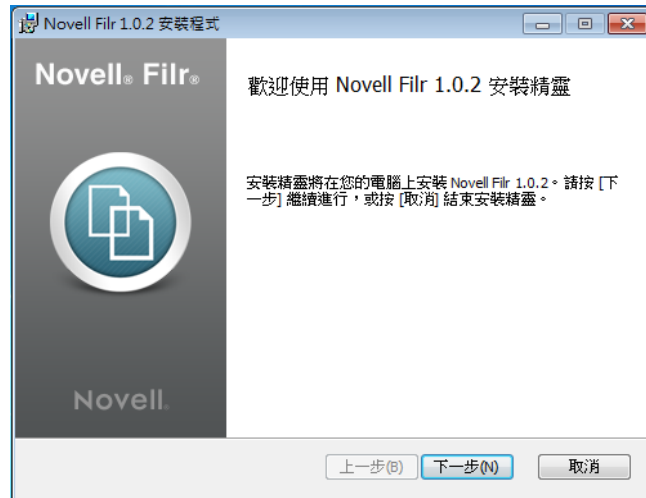 Novell Filr 1.0.2 安裝程式
Novell® Filr®
歡迎使用 Novell Filr 1.0.2 安裝精靈
安裝精靈將在您的電腦上安裝 Novell Filr 1.0.2。請按 [下
一步] 繼續進行，或按 [取消] 結束安裝精靈。
Novell®
上一步(B)
下一步(N)
取消